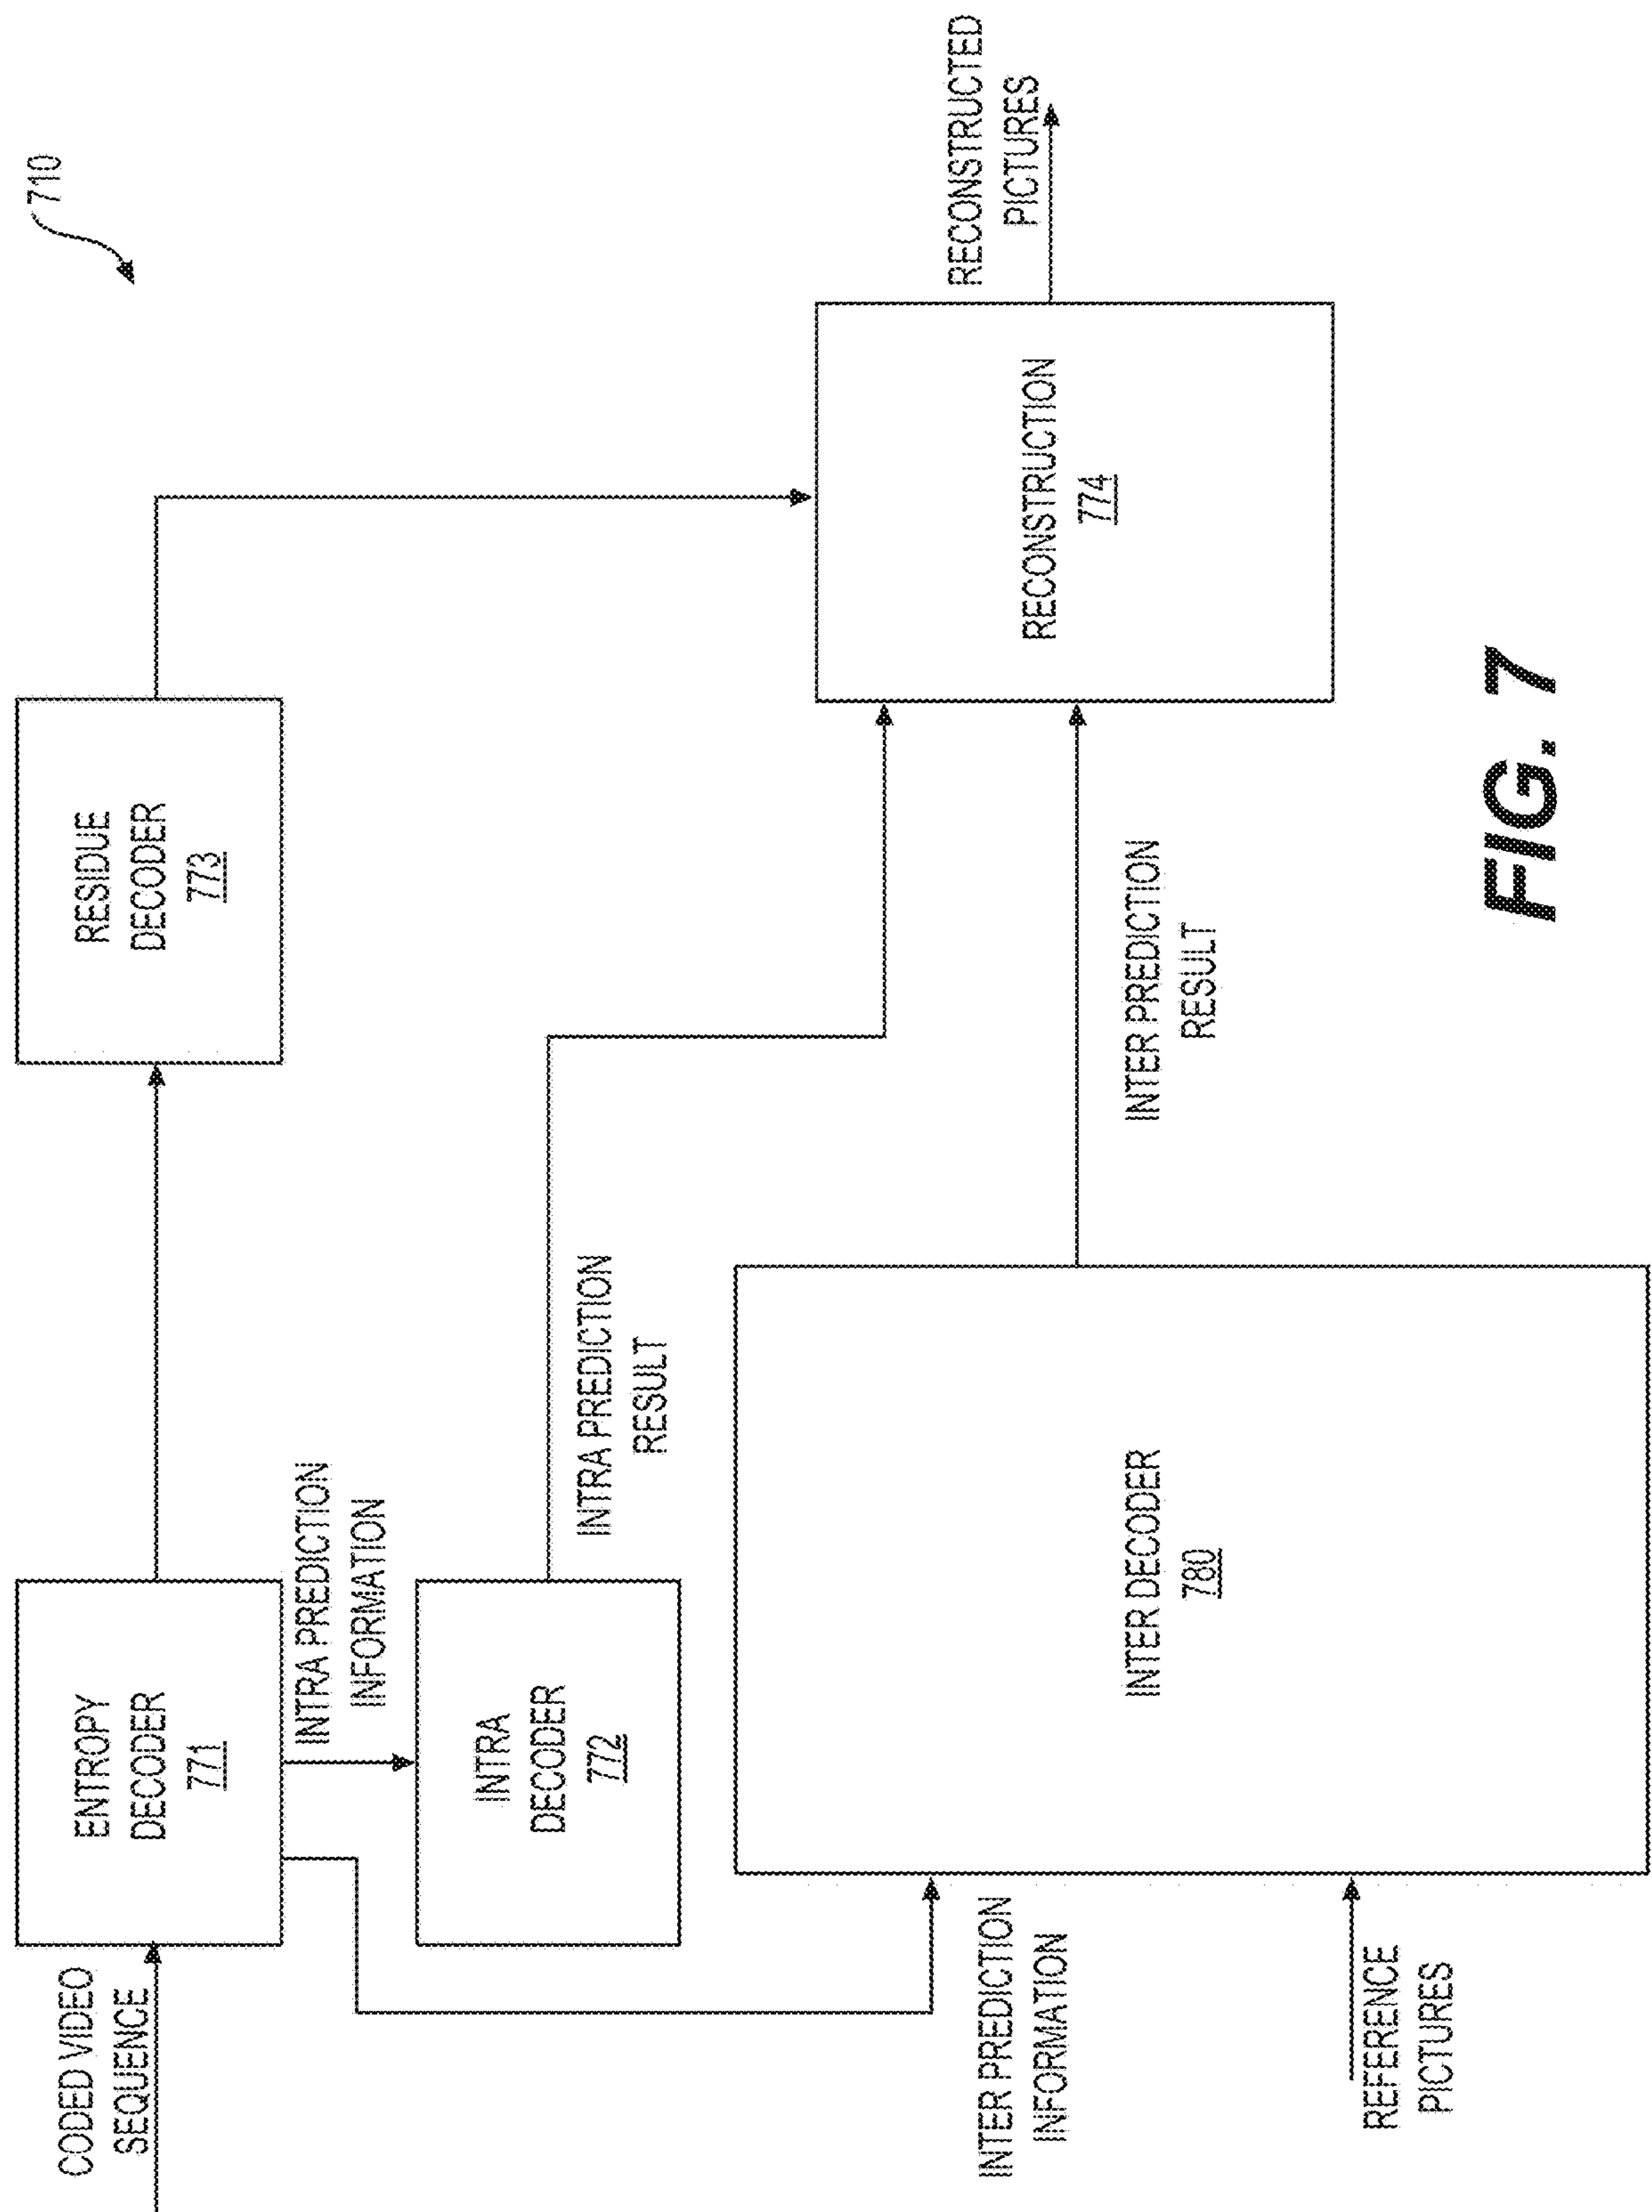 710
CODED VIDEO
SEQUENCE
ENTROPY
DECODER
771
RESIDUE
DECODER
773
INTRA PREDICTION
INFORMATION
INTRA
DECODER
772
INTRA PREDICTION
RESULT
INTER PREDICTION
INFORMATION
REFERENCE
PICTURES
INTER DECODER
780
INTER PREDICTION
RESULT
RECONSTRUCTION
774
RECONSTRUCTED
PICTURES
FIG. 7